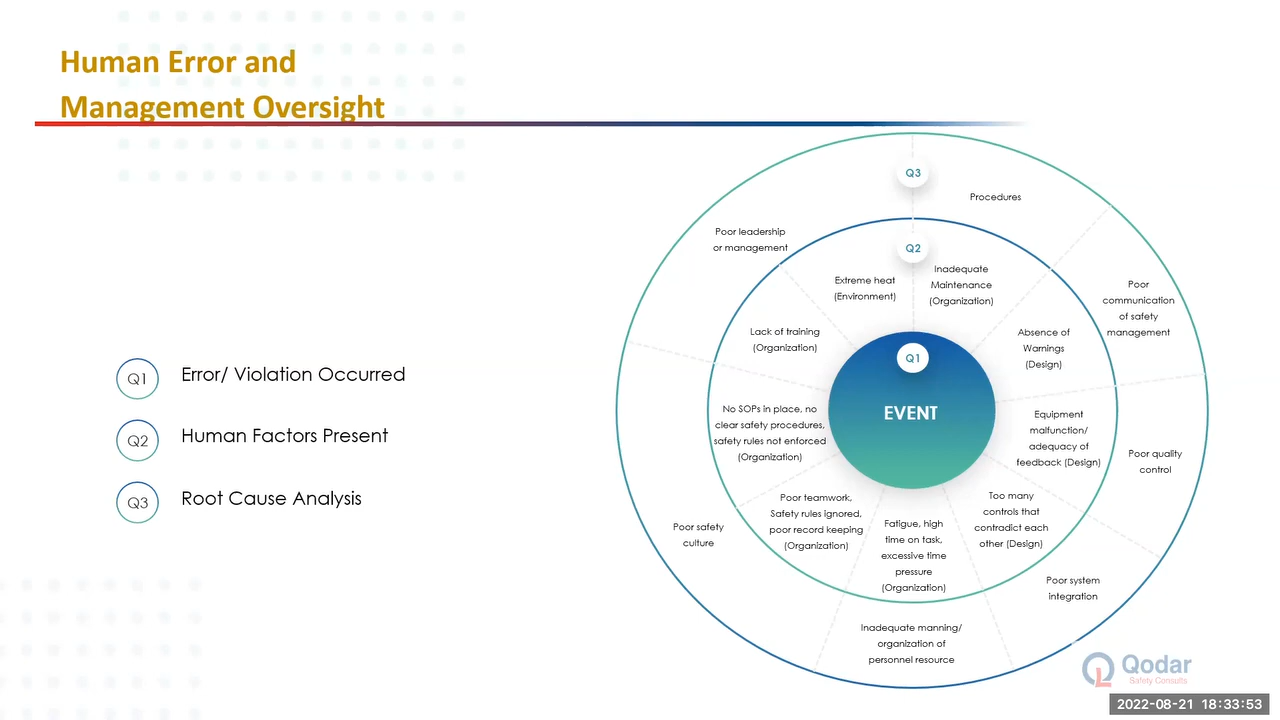 Human Error and
Management Oversight
Q1
Error/ Violation Occurred
Q2
Human Factors Present
Q3
Root Cause Analysis
Q3
Procedures
Poor leadership
or management
Poor
communication
of safety
management
Poor quality
control
Poor system
integration
Inadequate manning/
organization of
personnel resource
Poor safety
culture
Q2
Extreme heat
(Environment)
Inadequate
Maintenance
(Organization)
Absence of
Warnings
(Design)
Equipment
malfunction/
adequacy of
feedback (Design)
Too many
controls that
contradict each
other (Design)
Fatigue, high
time on task,
excessive time
pressure
(Organization)
Poor teamwork,
Safety rules ignored,
poor record keeping
(Organization)
No SOPs in place, no
clear safety procedures,
safety rules not enforced
(Organization)
Lack of training
(Organization)
Q1
EVENT
Qodar
Safety Consults
2022-08-21 18:33:53